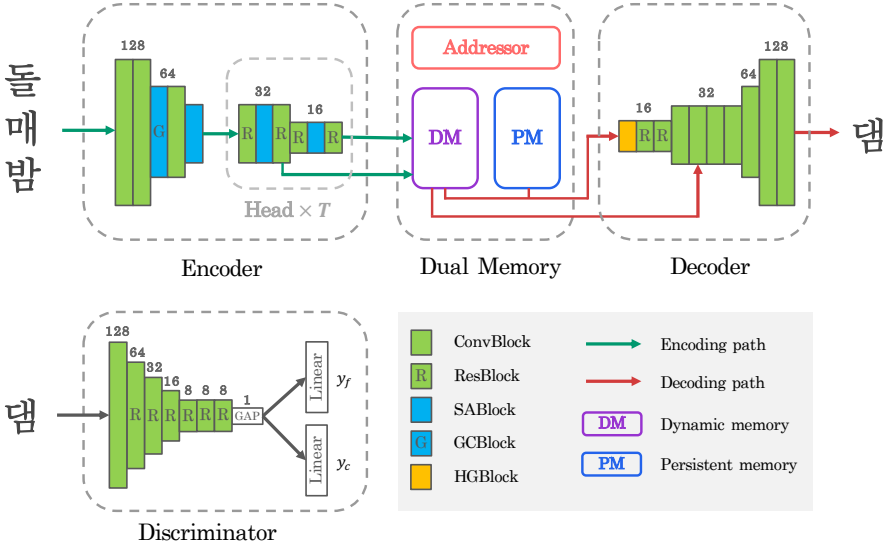 돌
매
밤
128
64
G
32
R
R
16
R
R
Head × T
Encoder
Addressor
DM
PM
Dual Memory
16
R
R
32
64
128
Decoder
댐
댐
128
64
32
16
8 8 8
R
R
R
R
R
R
1
GAP
Linear
y_f
Linear
y_c
Discriminator
ConvBlock
R ResBlock
SABlock
G GCBlock
HGBlock
Encoding path
Decoding path
DM Dynamic memory
PM Persistent memory